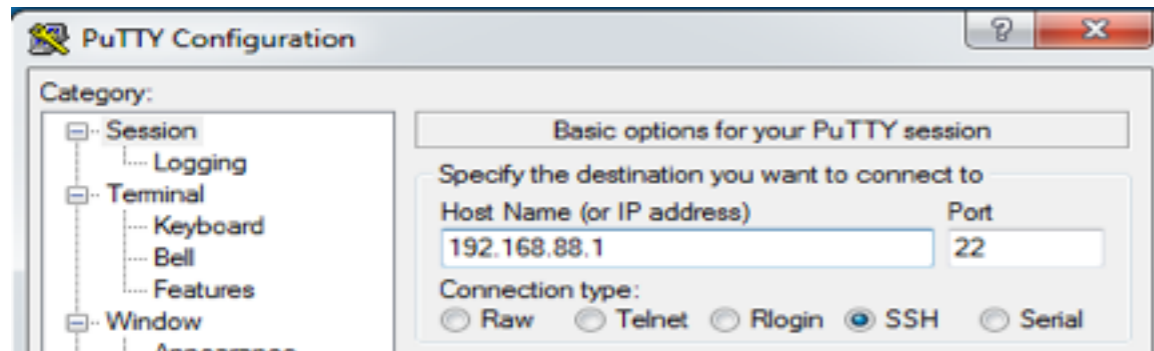 PuTTY Configuration
Category:
Session
Logging
Terminal
Keyboard
Bell
Features
Window
Appearance
Basic options for your PuTTY session
Specify the destination you want to connect to
Host Name (or IP address) Port
192.168.88.1 22
Connection type:
Raw Telnet Rlogin SSH Serial